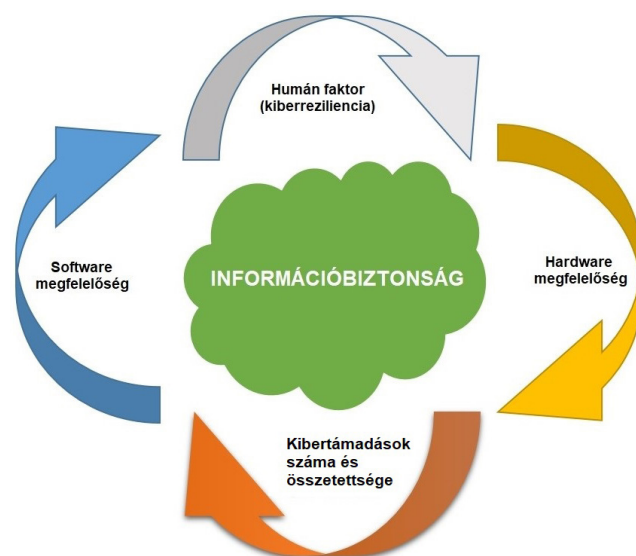 Humán faktor
(kiberreziliencia)
Software
megfelelőség
INFORMÁCIÓBIZTONSÁG
Hardware
megfelelőség
Kibertámadások
száma és
összetettsége